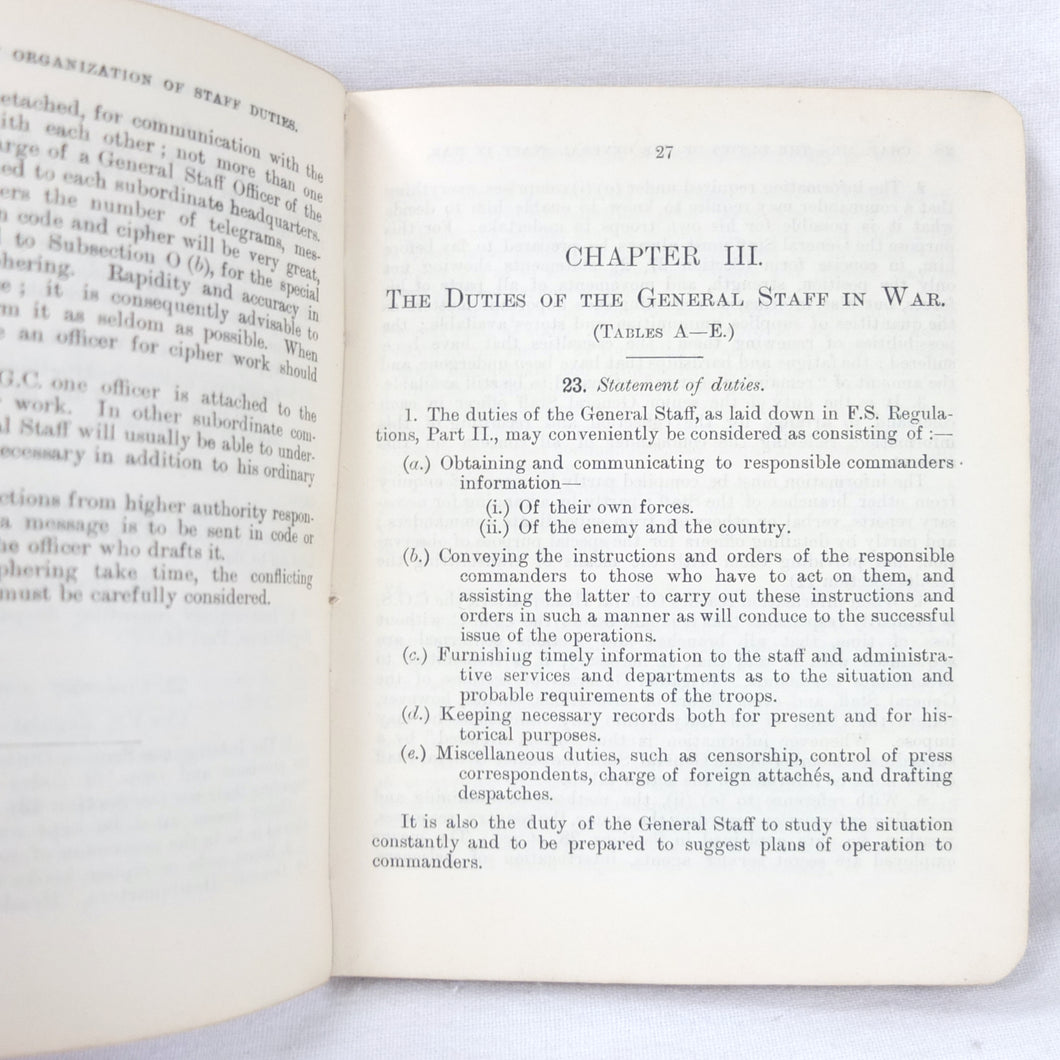 ORGANIZATION OF STAFF DUTIES.
etached, for communication with the
ith each other; not more than one
arge of a General Staff Officer of the
ed to each subordinate headquarters.
ers the number of telegrams, mes-
n code and cipher will be very great,
l to Subsection O (b), for the special
phering. Rapidity and accuracy in
e; it is consequently advisable to
rm it as seldom as possible. When
e an officer for cipher work should
G.C. one officer is attached to the
work. In other subordinate com-
al Staff will usually be able to under-
ecessary in addition to his ordinary
ctions from higher authority respon-
a message is to be sent in code or
he officer who drafts it.
phering take time, the conflicting
must be carefully considered.
27
CHAPTER III.
THE DUTIES OF THE GENERAL STAFF IN WAR.
(TABLES A—E.)
23. Statement of duties.
1. The duties of the General Staff, as laid down in F.S. Regula-
tions, Part II., may conveniently be considered as consisting of :—
(a.) Obtaining and communicating to responsible commanders
information—
(i.) Of their own forces.
(ii.) Of the enemy and the country.
(b.) Conveying the instructions and orders of the responsible
commanders to those who have to act on them, and
assisting the latter to carry out these instructions and
orders in such a manner as will conduce to the successful
issue of the operations.
(c.) Furnishing timely information to the staff and administra-
tive services and departments as to the situation and
probable requirements of the troops.
(d.) Keeping necessary records both for present and for his-
torical purposes.
(e.) Miscellaneous duties, such as censorship, control of press
correspondents, charge of foreign attachés, and drafting
despatches.
It is also the duty of the General Staff to study the situation
constantly and to be prepared to suggest plans of operation to
commanders.